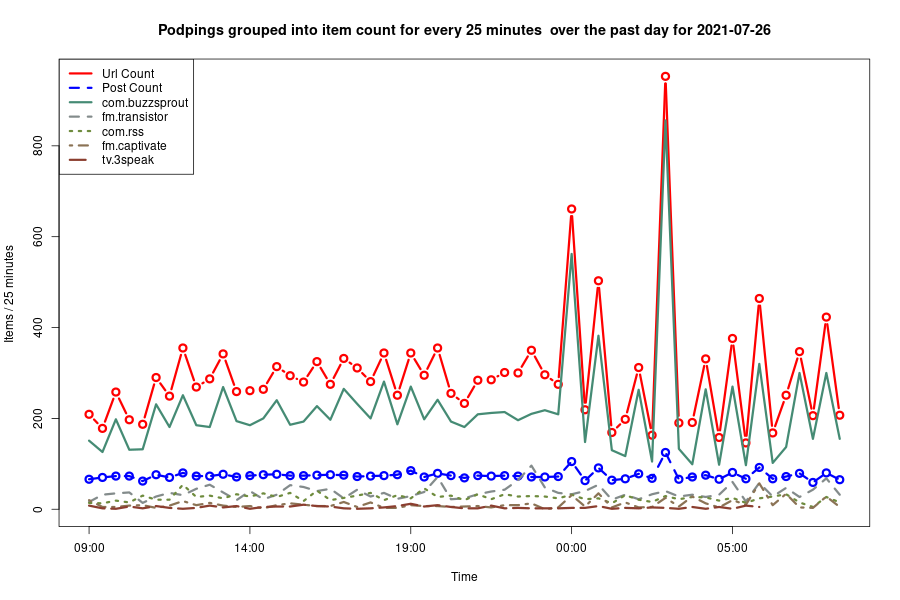 Podpings grouped into item count for every 25 minutes  over the past day for 2021-07-26
Url Count
Post Count
com.buzzsprout
fm.transistor
com.rss
fm.captivate
tv.3speak
Items / 25 minutes
800
600
400
200
0
09:00
14:00
19:00
00:00
05:00
Time